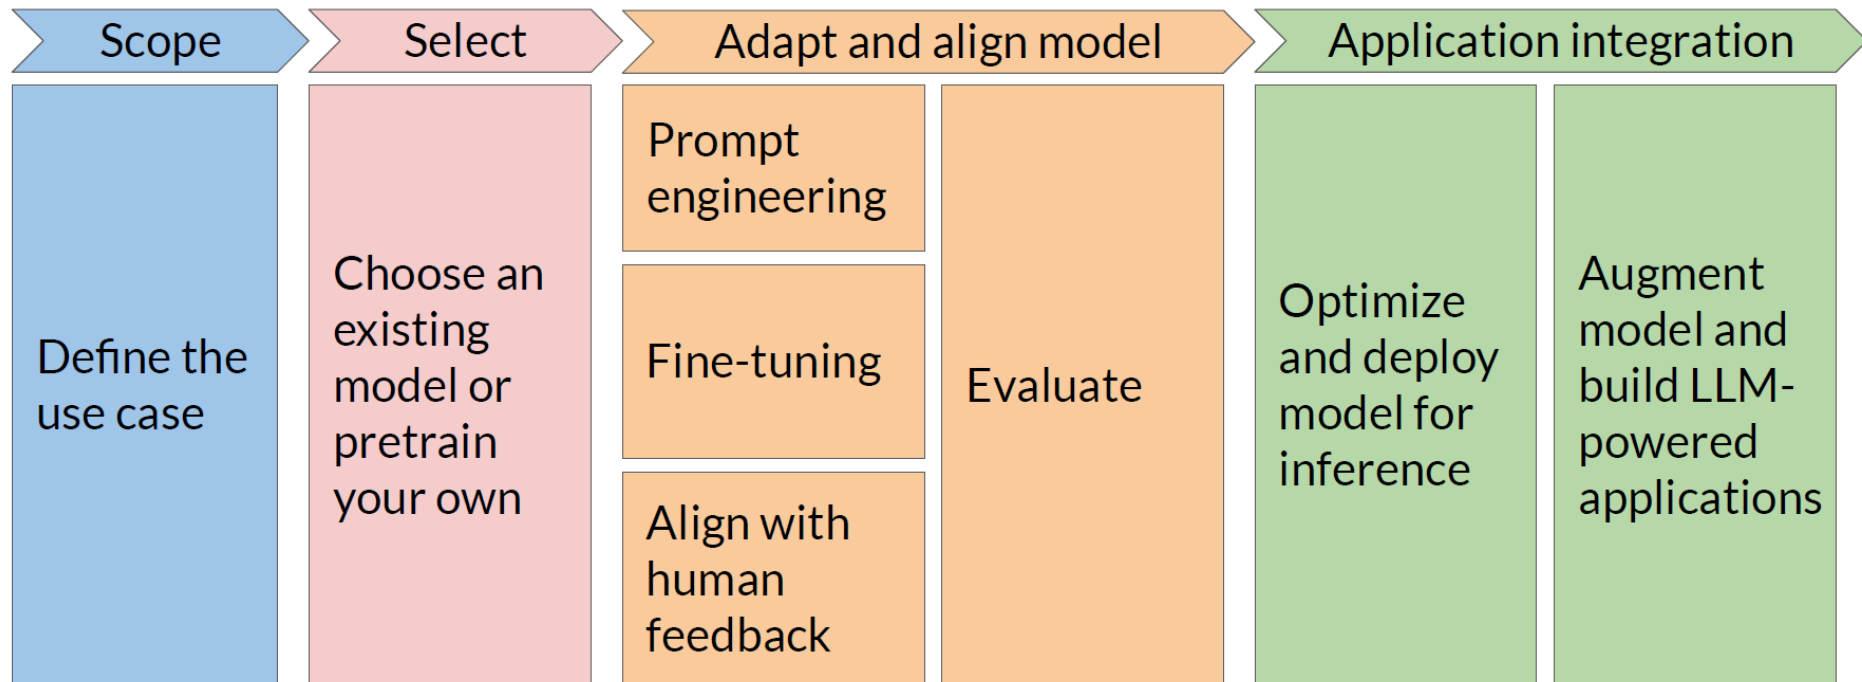 Scope
Select
Adapt and align model
Application integration
Define the
use case
Choose an
existing
model or
pretrain
your own
Prompt
engineering
Fine-tuning
Align with
human
feedback
Evaluate
Optimize
and deploy
model for
inference
Augment
model and
build LLM-
powered
applications